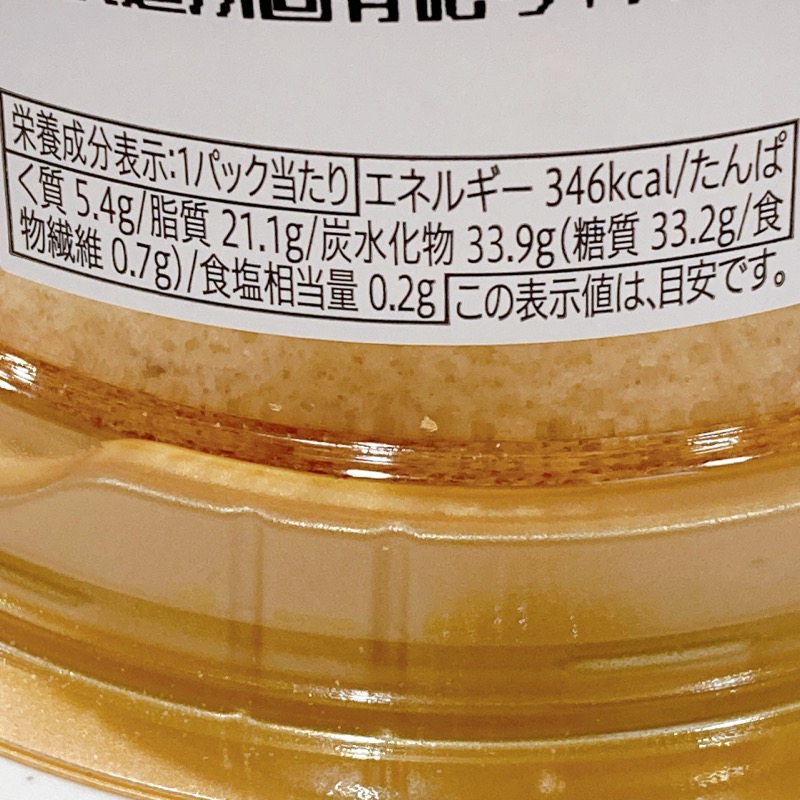 栄養成分表示:1パック当たり エネルギー 346kcal/たんぱ
く質 5.4g/脂質 21.1g/炭水化物 33.9g(糖質 33.2g/食
物繊維 0.7g)/食塩相当量 0.2g この表示値は、目安です。